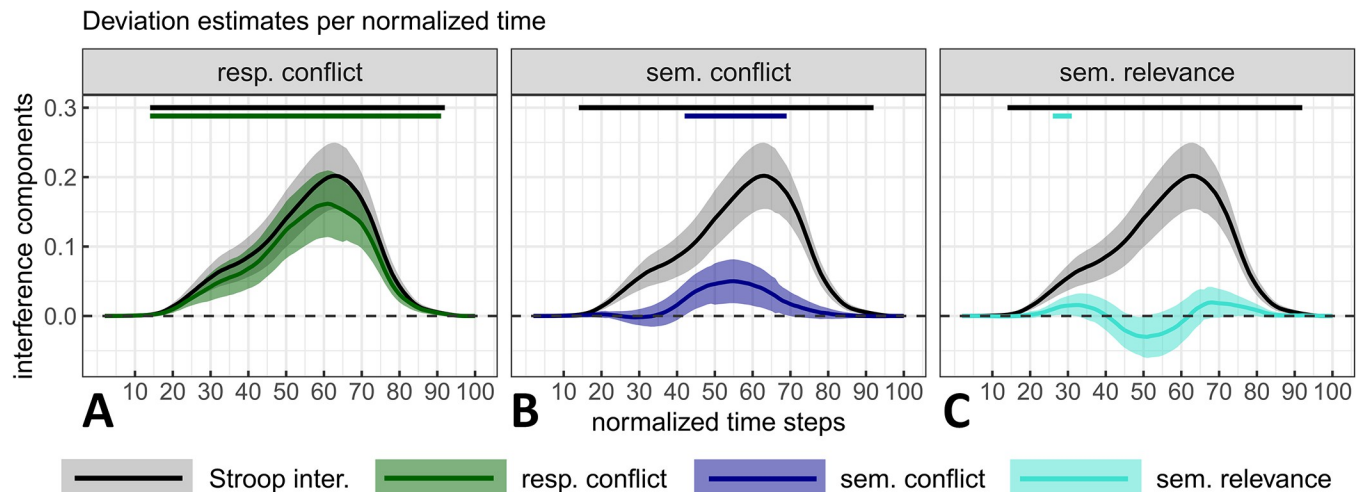 Deviation estimates per normalized time
resp. conflict
sem. conflict
sem. relevance
interference components
0.3
0.2
0.1
0.0
10 20 30 40 50 60 70 80 90 100
10 20 30 40 50 60 70 80 90 100
10 20 30 40 50 60 70 80 90 100
A
B
C
normalized time steps
Stroop inter. resp. conflict sem. conflict sem. relevance